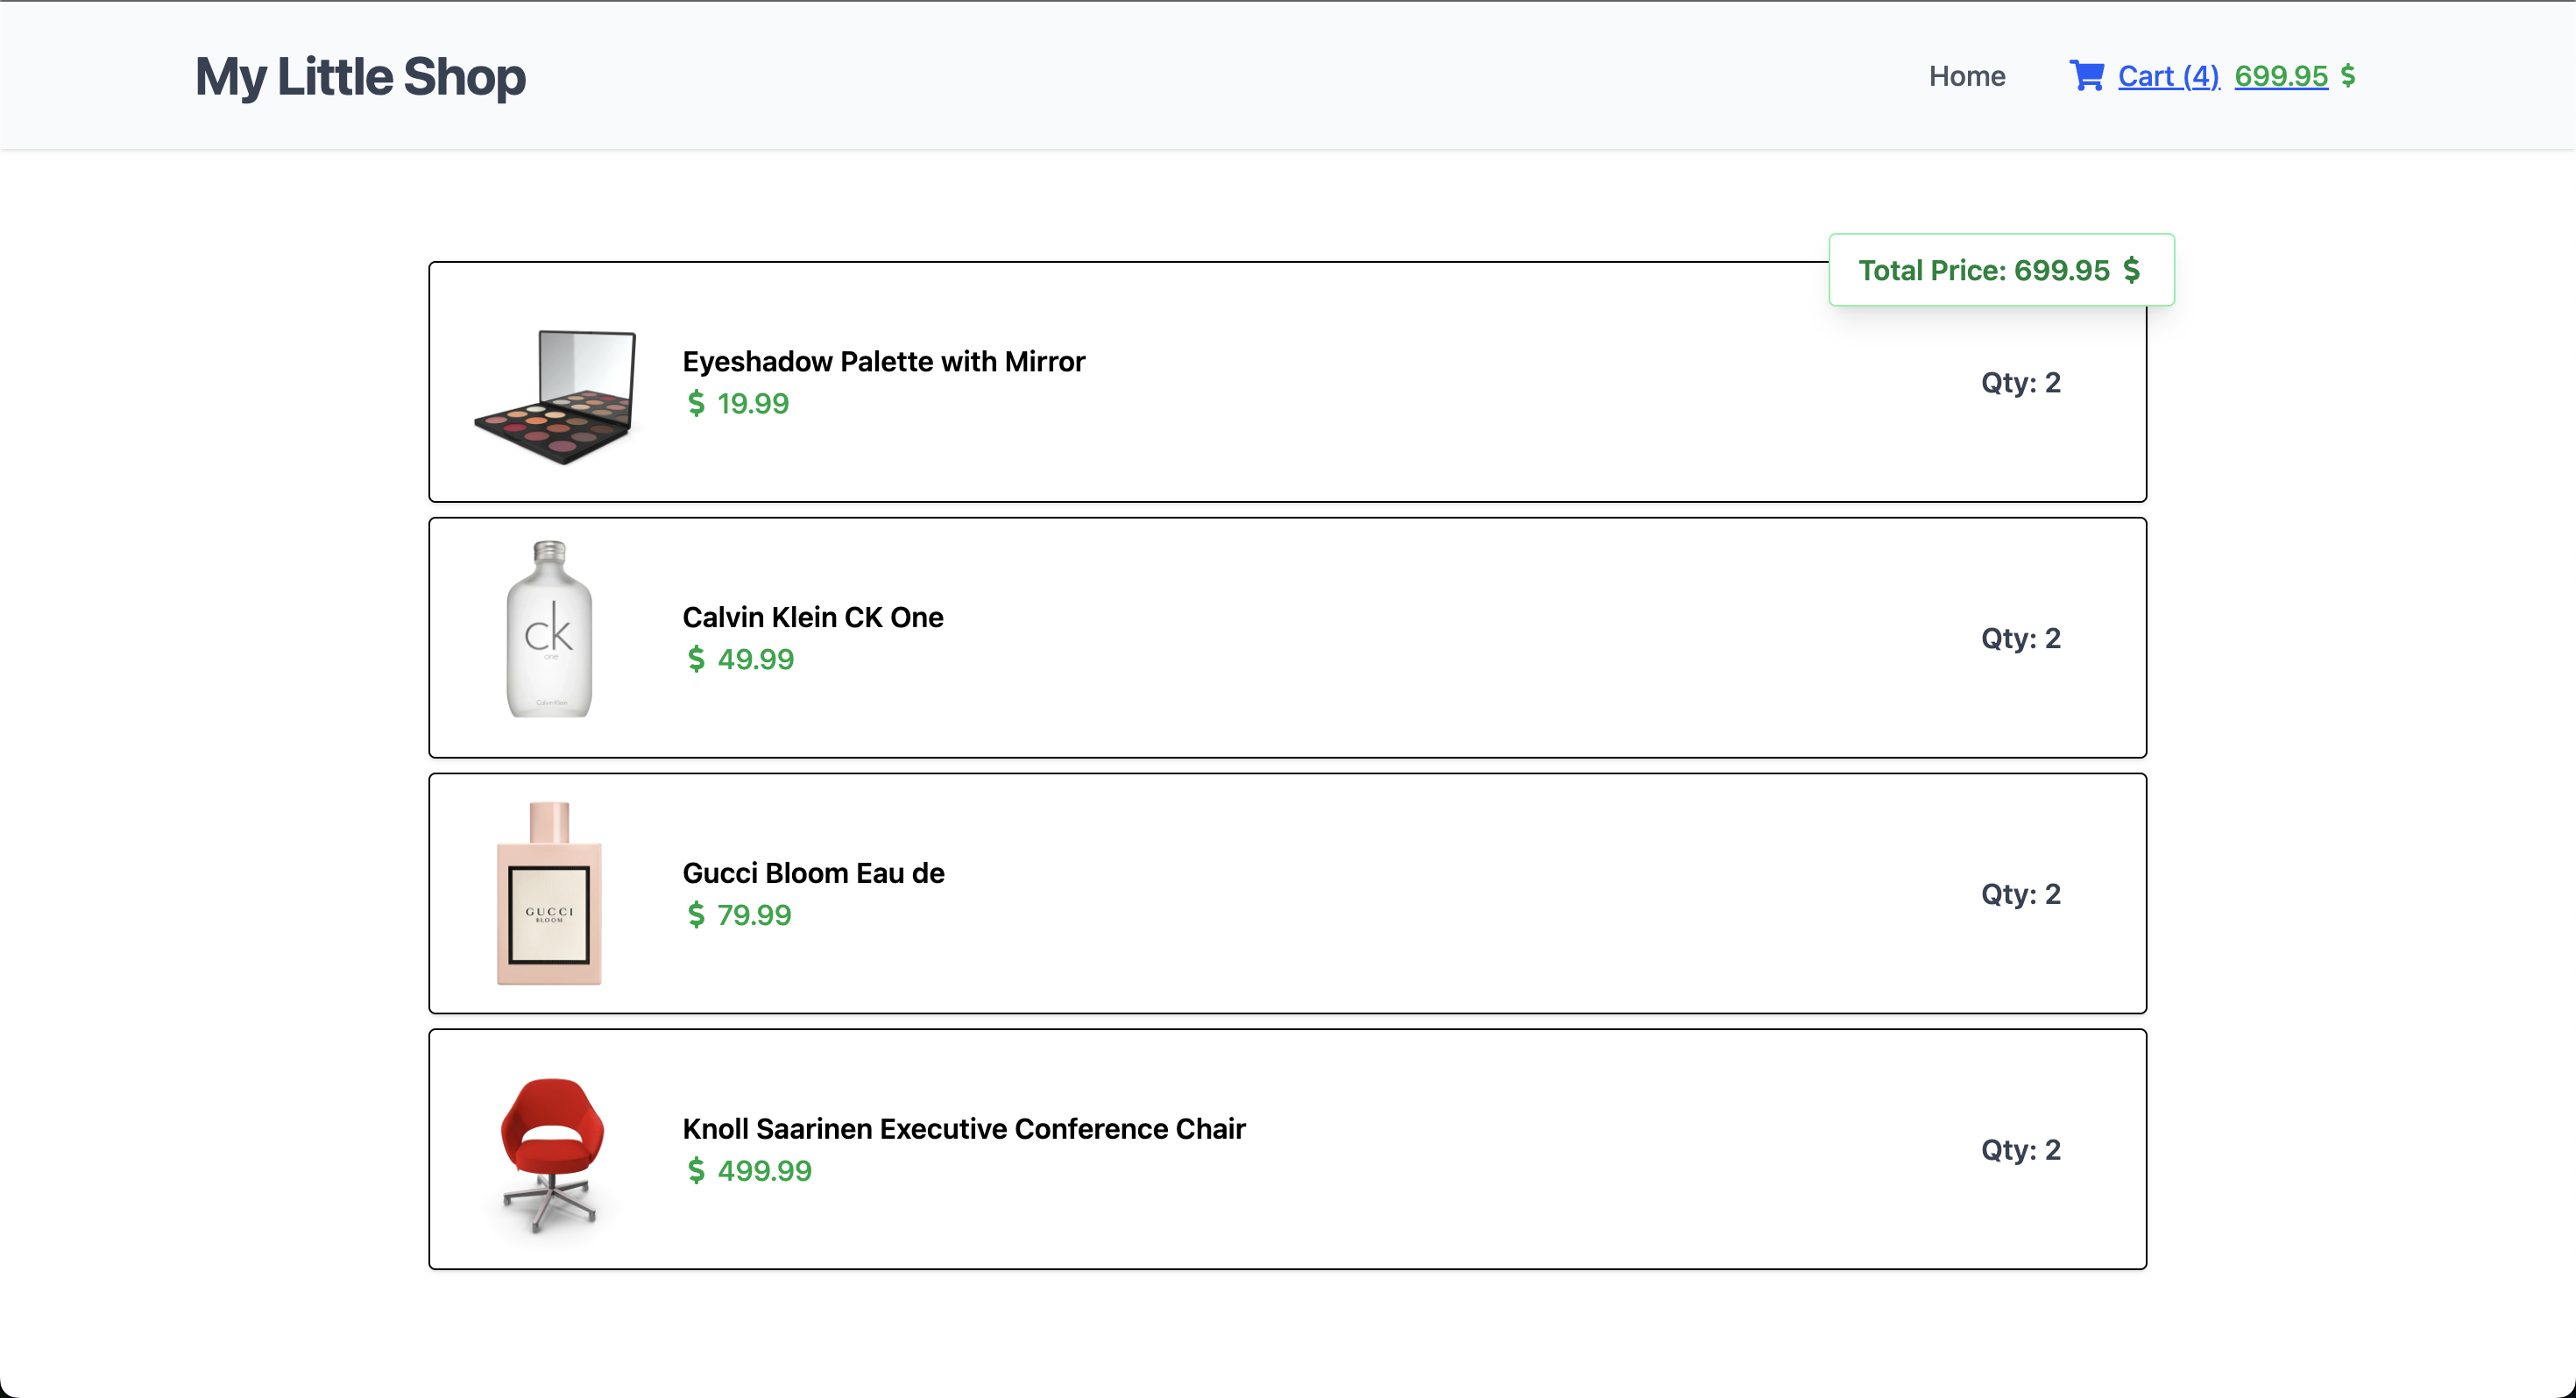 My Little Shop
Home
Cart (4) 699.95 $
Total Price: 699.95 $
Eyeshadow Palette with Mirror
$ 19.99
Qty: 2
ck
one
Calvin Klein
Calvin Klein CK One
$ 49.99
Qty: 2
GUCCI
BLOOM
Gucci Bloom Eau de
$ 79.99
Qty: 2
Knoll Saarinen Executive Conference Chair
$ 499.99
Qty: 2